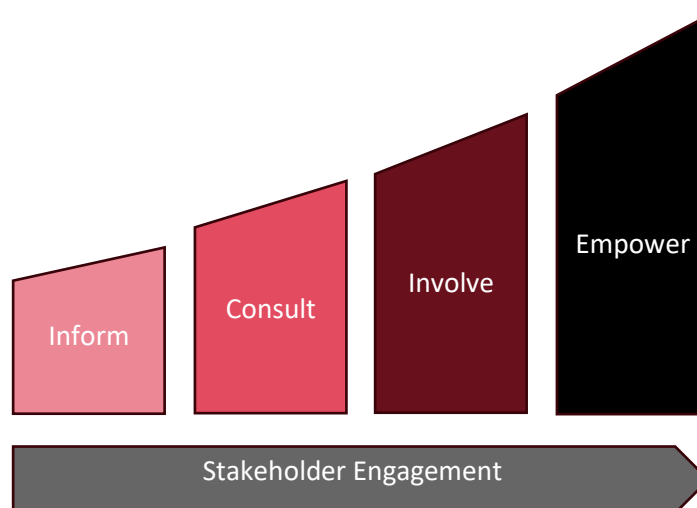 Inform
Consult
Involve
Empower
Stakeholder Engagement